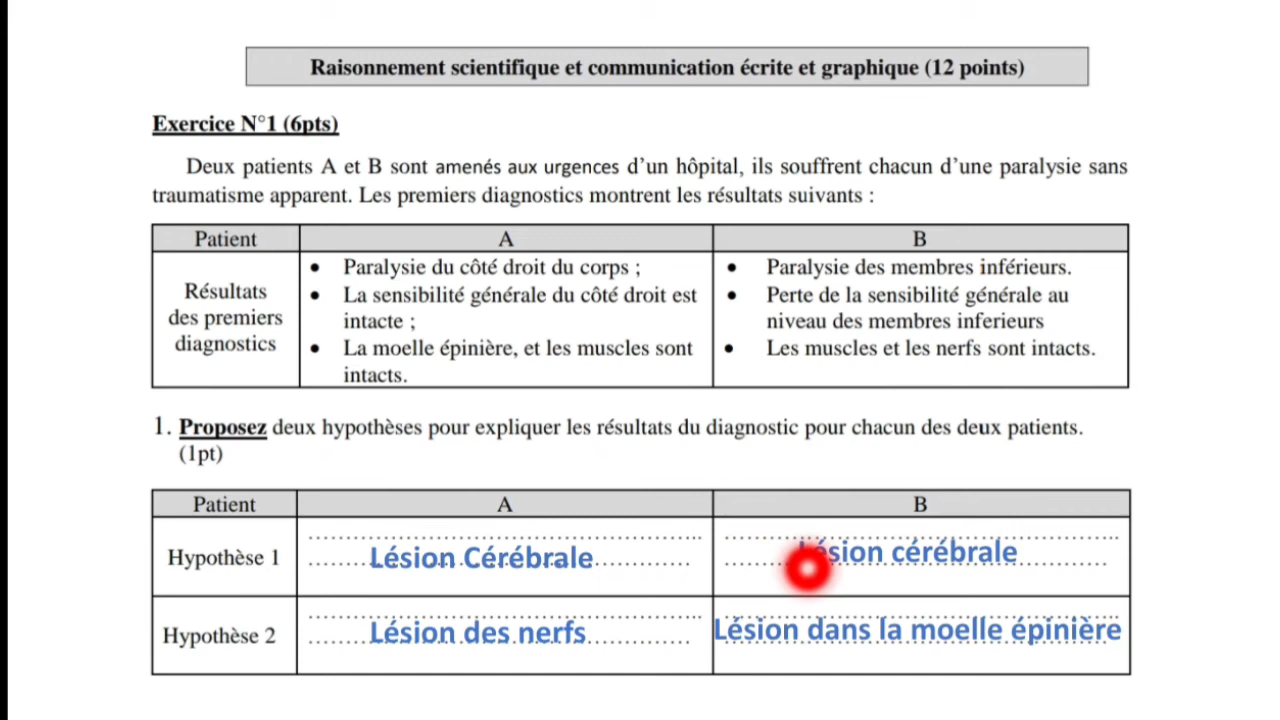 Raisonnement scientifique et communication écrite et graphique (12 points)
Exercice N°1 (6pts)
Deux patients A et B sont amenés aux urgences d'un hôpital, ils souffrent chacun d'une paralysie sans
traumatisme apparent. Les premiers diagnostics montrent les résultats suivants :
Patient
A
B
Résultats
des premiers
diagnostics
• Paralysie du côté droit du corps ;
• La sensibilité générale du côté droit est
intacte ;
• La moelle épinière, et les muscles sont
intacts.
• Paralysie des membres inférieurs.
• Perte de la sensibilité générale au
niveau des membres inferieurs
• Les muscles et les nerfs sont intacts.
1. Proposez deux hypothèses pour expliquer les résultats du diagnostic pour chacun des deux patients.
(1pt)
Patient
A
B
Hypothèse 1
Lésion Cérébrale
Lésion cérébrale
Hypothèse 2
Lésion des nerfs
Lésion dans la moelle épinière